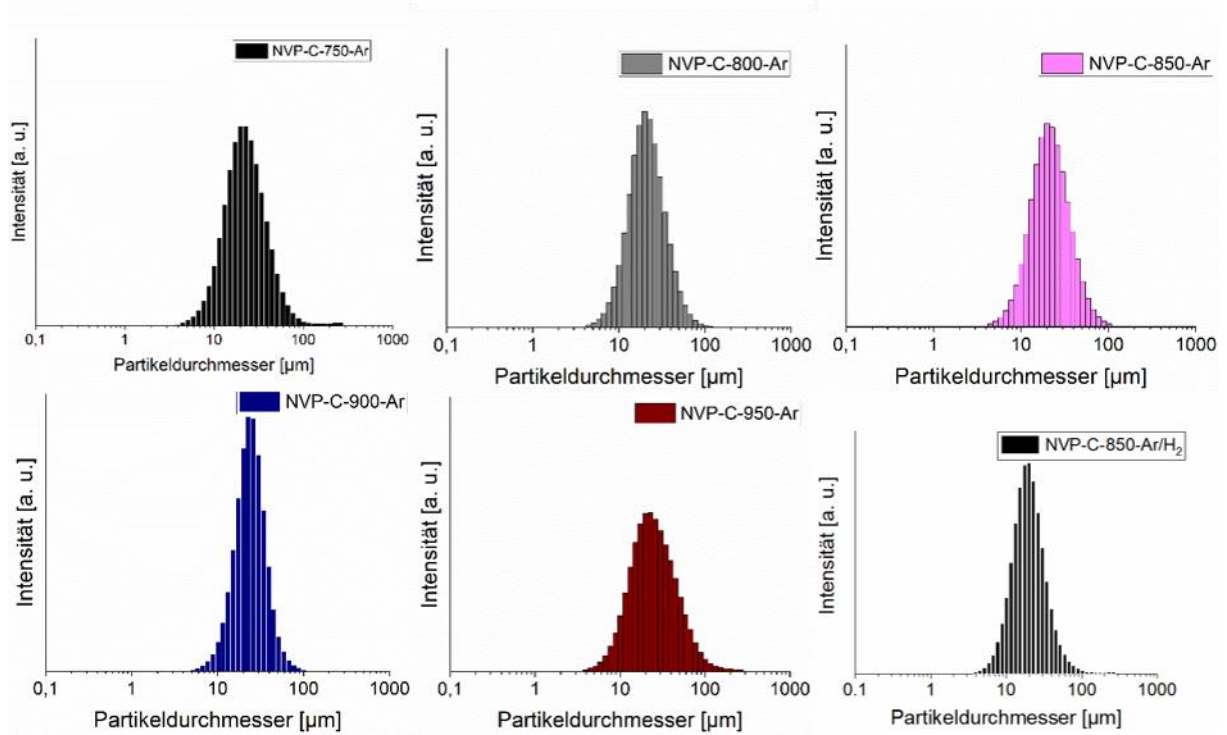 NVP-C-750-Ar
Intensität [a. u.]
0,1 1 10 100 1000
Partikeldurchmesser [µm]
NVP-C-800-Ar
Intensität [a. u.]
0,1 1 10 100 1000
Partikeldurchmesser [µm]
NVP-C-850-Ar
Intensität [a. u.]
0,1 1 10 100 1000
Partikeldurchmesser [µm]
NVP-C-900-Ar
Intensität [a. u.]
0,1 1 10 100 1000
Partikeldurchmesser [µm]
NVP-C-950-Ar
Intensität [a. u.]
0,1 1 10 100 1000
Partikeldurchmesser [µm]
NVP-C-850-Ar/H₂
Intensität [a. u.]
0,1 1 10 100 1000
Partikeldurchmesser [µm]